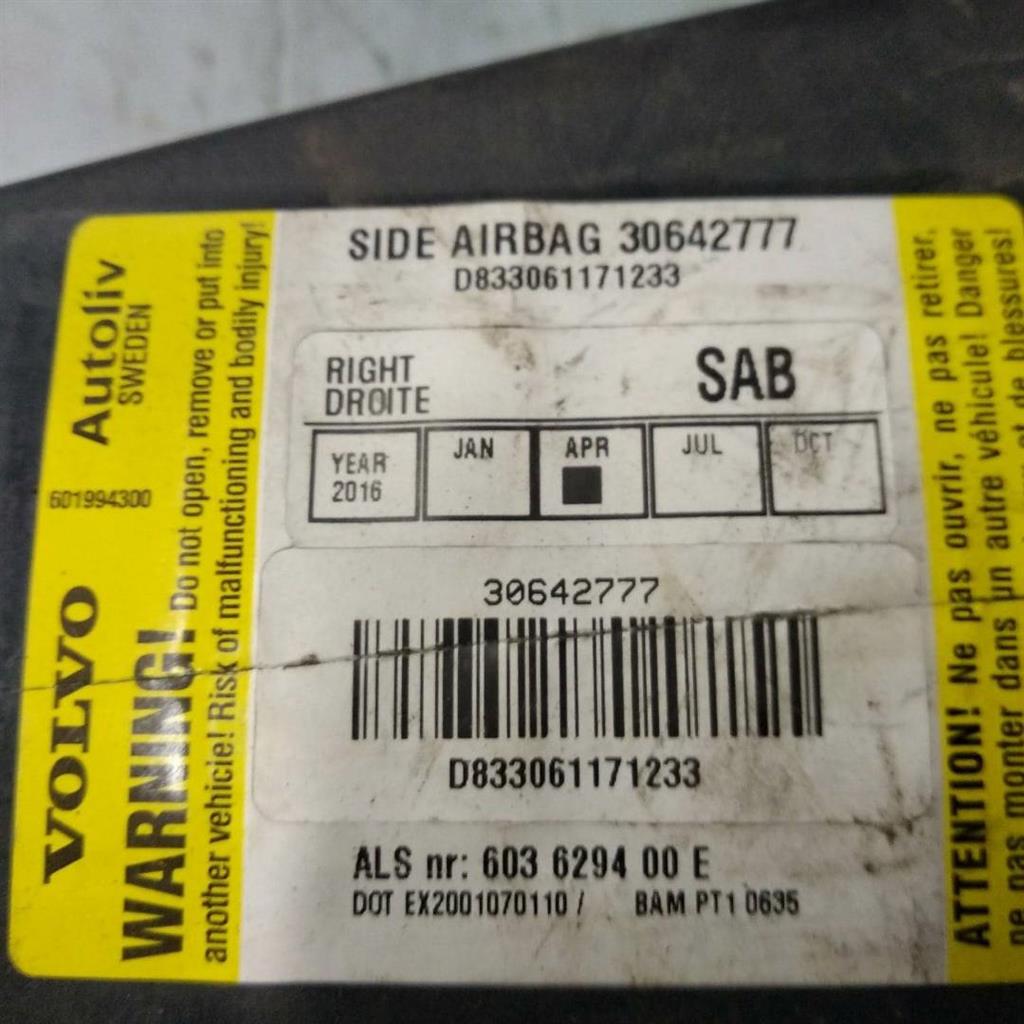 VOLVO
601994300
Autoliv
SWEDEN
WARNING! Do not open, remove or put into
another vehicle! Risk of malfunctioning and bodily injury!
SIDE AIRBAG 30642777
D833061171233
RIGHT
DROITE
SAB
YEAR
2016
JAN
APR
JUL
OCT
30642777
D833061171233
ALS nr: 603 6294 00 E
DOT EX2001070110 / BAM PT1 0635
ATTENTION! Ne pas ouvrir, ne pas retirer,
ne pas monter dans un autre véhicule! Danger
et de blessures!